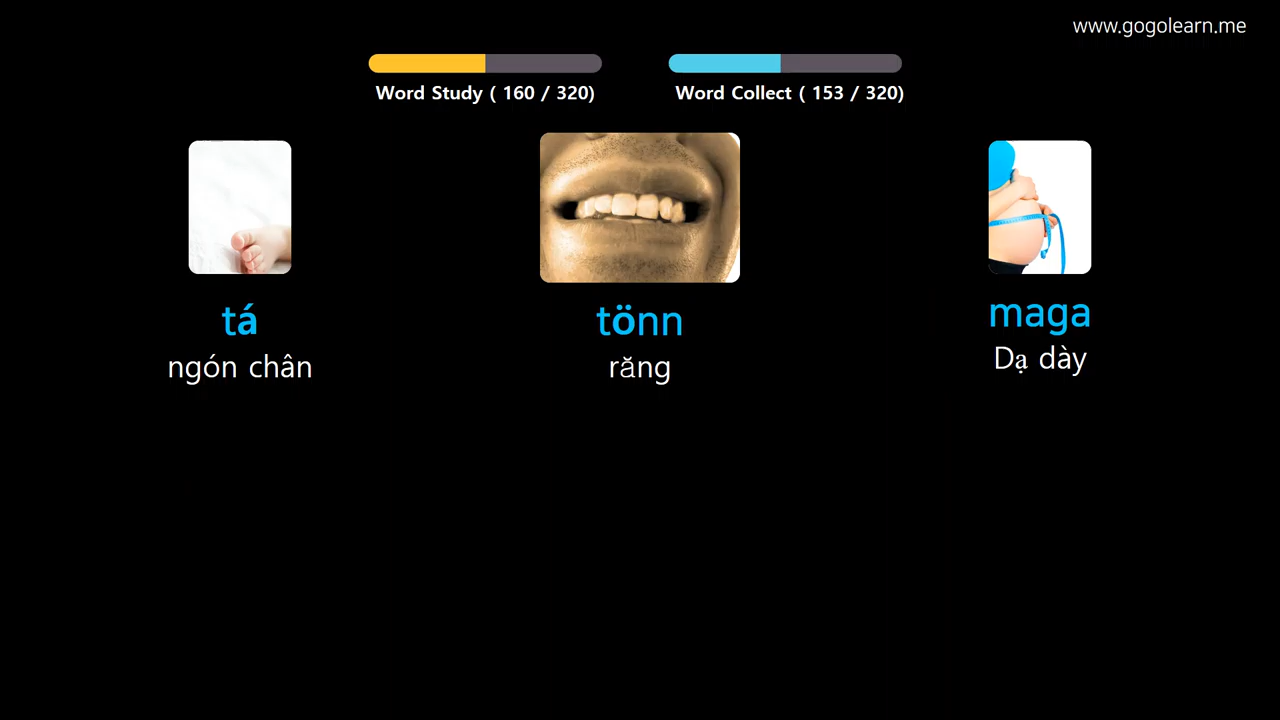 www.gogolearn.me
Word Study ( 160 / 320)
Word Collect ( 153 / 320)
tá
ngón chân
tönn
răng
maga
Dạ dày